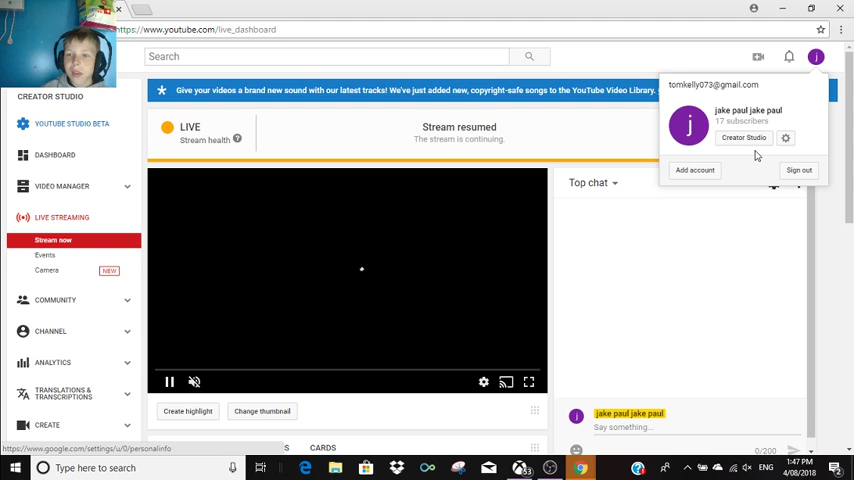 https://www.youtube.com/live_dashboard
Search
tomkelly073@gmail.com
jake paul jake paul
17 subscribers
Creator Studio
Add account
Sign out
j
j
CREATOR STUDIO
YOUTUBE STUDIO BETA
DASHBOARD
VIDEO MANAGER
LIVE STREAMING
Stream now
Events
Camera
NEW
COMMUNITY
CHANNEL
ANALYTICS
TRANSLATIONS &
TRANSCRIPTIONS
CREATE
Give your videos a brand new sound with our latest tracks! We've just added new, copyright-safe songs to the YouTube Video Library.
LIVE
Stream health
?
Stream resumed
The stream is continuing.
Top chat
Create highlight
Change thumbnail
j
jake paul jake paul
Say something...
0/200
S
CARDS
https://www.google.com/settings/u/0/personalinfo
Type here to search
53
ENG
1:47 PM
4/08/2018
2